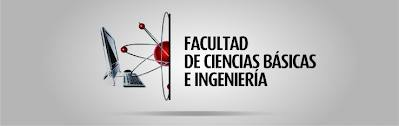 FACULTAD
DE CIENCIAS BÁSICAS
E INGENIERÍA